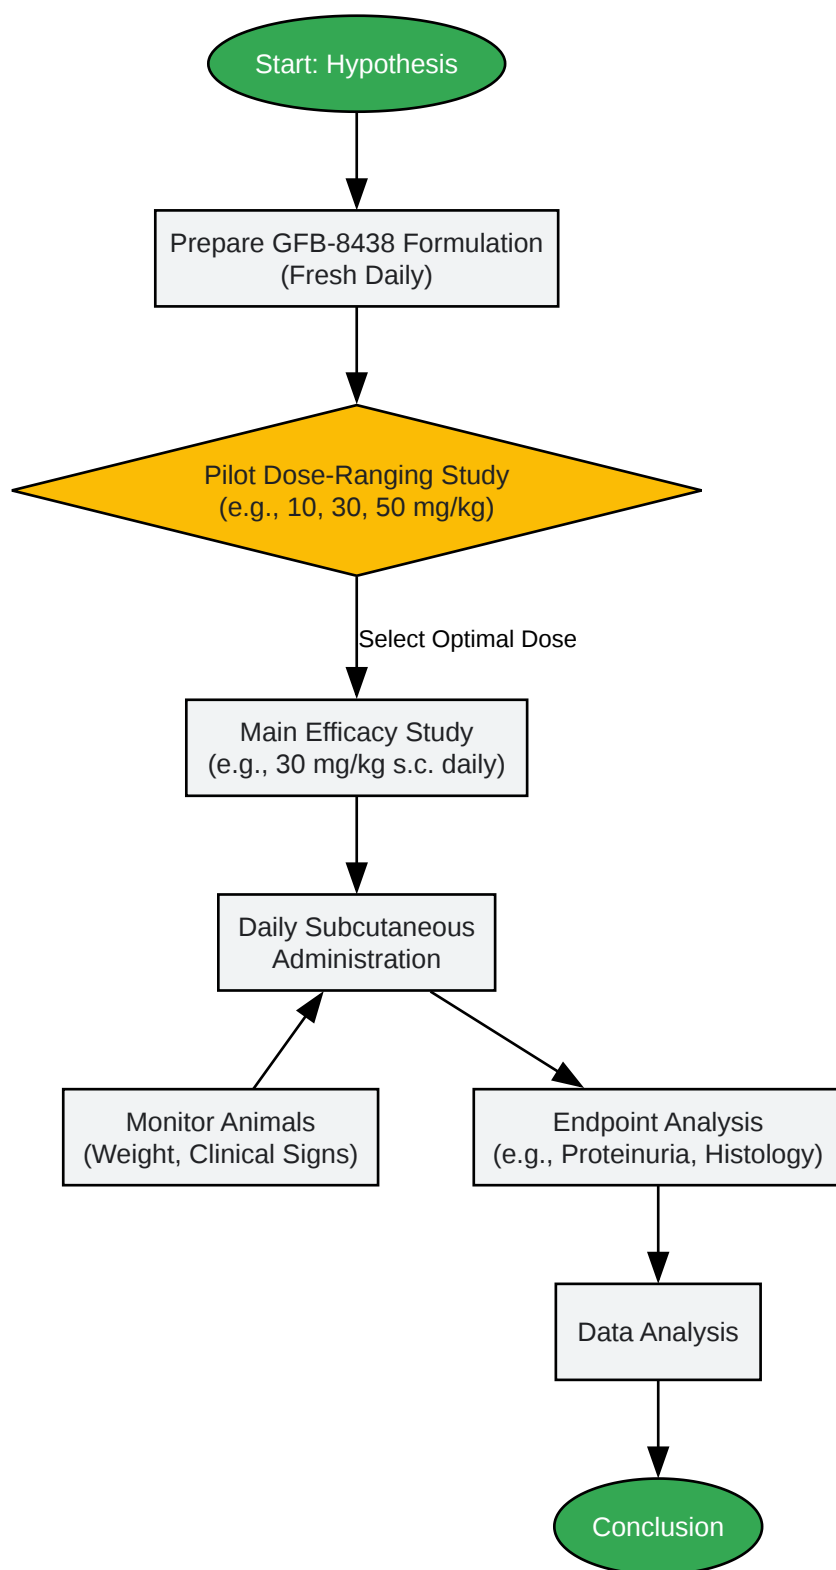 Start: Hypothesis
Prepare GFB-8438 Formulation
(Fresh Daily)
Pilot Dose-Ranging Study
(e.g., 10, 30, 50 mg/kg)
Select Optimal Dose
Main Efficacy Study
(e.g., 30 mg/kg s.c. daily)
Daily Subcutaneous
Administration
Monitor Animals
(Weight, Clinical Signs)
Endpoint Analysis
(e.g., Proteinuria, Histology)
Data Analysis
Conclusion